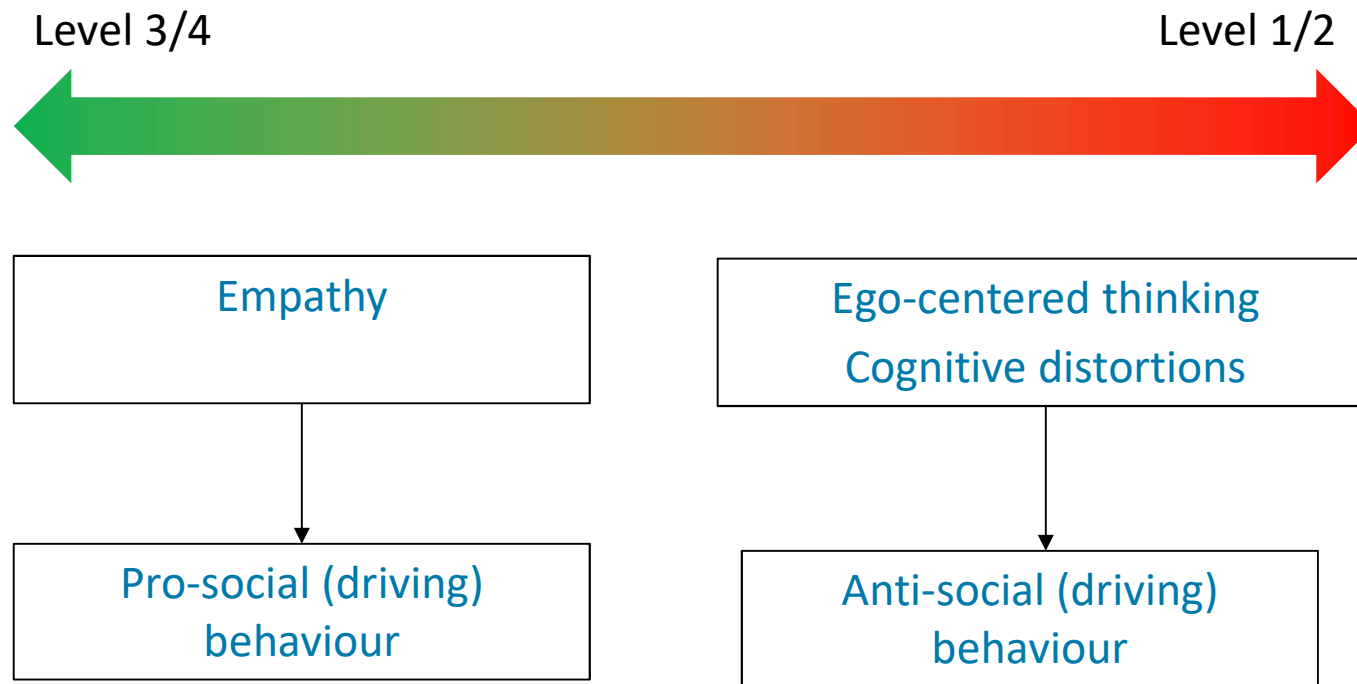 Level 3/4
Level 1/2
Empathy
Ego-centered thinking
Cognitive distortions
Pro-social (driving)
behaviour
Anti-social (driving)
behaviour